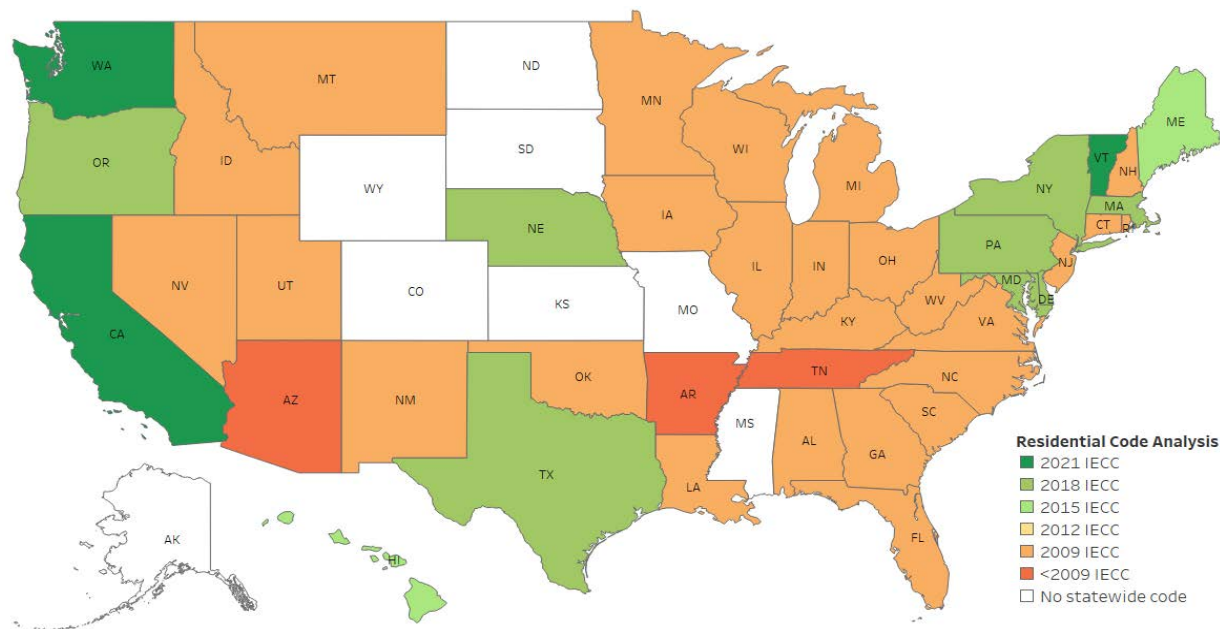 WA
MT
ND
MN
ME
OR
ID
SD
WI
VT
NH
WY
MI
NY
MA
IA
NE
CT
RI
PA
NV
UT
IL
IN
OH
NJ
CO
KS
MO
WV
MD
DE
CA
KY
VA
AZ
NM
OK
AR
TN
NC
MS
AL
GA
SC
TX
LA
FL
AK
HI
Residential Code Analysis
2021 IECC
2018 IECC
2015 IECC
2012 IECC
2009 IECC
<2009 IECC
No statewide code